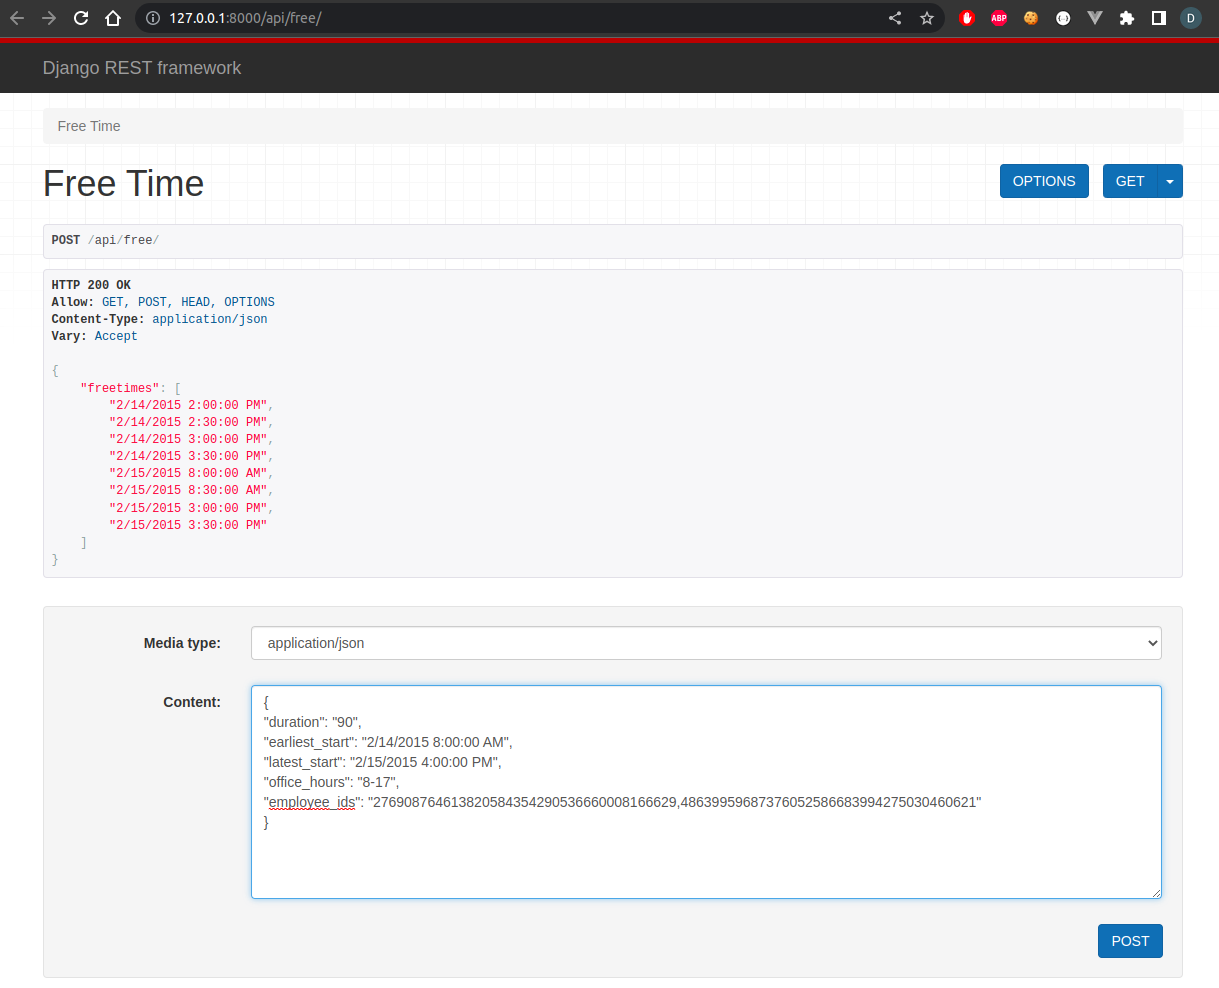 127.0.0.1:8000/api/free/
ABP
D
Django REST framework
Free Time
Free Time
OPTIONS
GET
POST /api/free/
HTTP 200 OK
Allow: GET, POST, HEAD, OPTIONS
Content-Type: application/json
Vary: Accept
{
"freetimes": [
"2/14/2015 2:00:00 PM",
"2/14/2015 2:30:00 PM",
"2/14/2015 3:00:00 PM",
"2/14/2015 3:30:00 PM",
"2/15/2015 8:00:00 AM",
"2/15/2015 8:30:00 AM",
"2/15/2015 3:00:00 PM",
"2/15/2015 3:30:00 PM"
]
}
Media type:
application/json
Content:
{
"duration": "90",
"earliest_start": "2/14/2015 8:00:00 AM",
"latest_start": "2/15/2015 4:00:00 PM",
"office_hours": "8-17",
"employee_ids": "276908764613820584354290536660008166629,486399596873760525866839942750304606​21"
}
POST